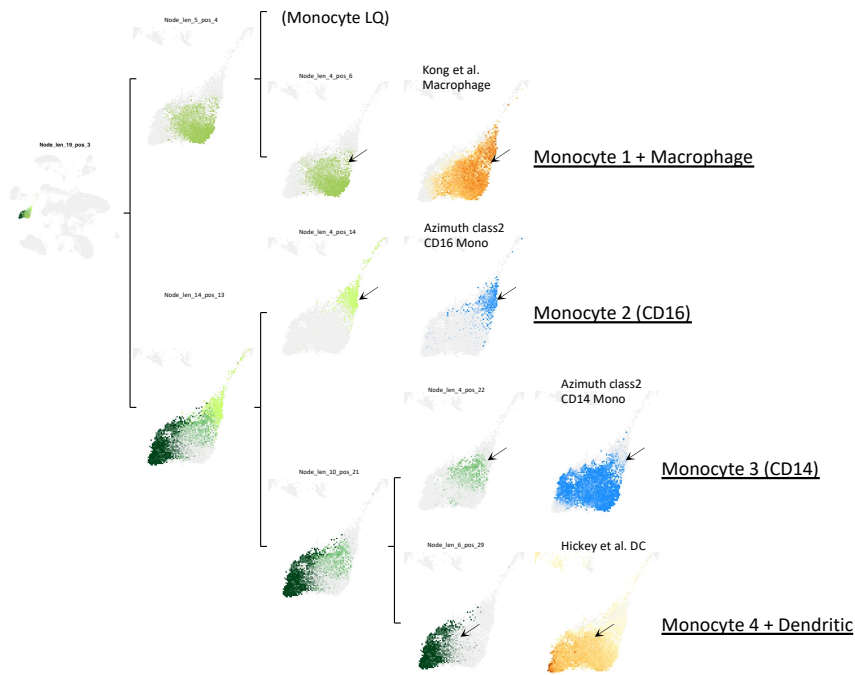 Node_len_5_pos_4
(Monocyte LQ)
Node_len_4_pos_6
Kong et al.
Macrophage
Node_len_19_pos_3
Monocyte 1 + Macrophage
Node_len_4_pos_14
Azimuth class2
CD16 Mono
Node_len_14_pos_13
Monocyte 2 (CD16)
Node_len_4_pos_22
Azimuth class2
CD14 Mono
Node_len_10_pos_21
Monocyte 3 (CD14)
Node_len_6_pos_29
Hickey et al. DC
Monocyte 4 + Dendritic